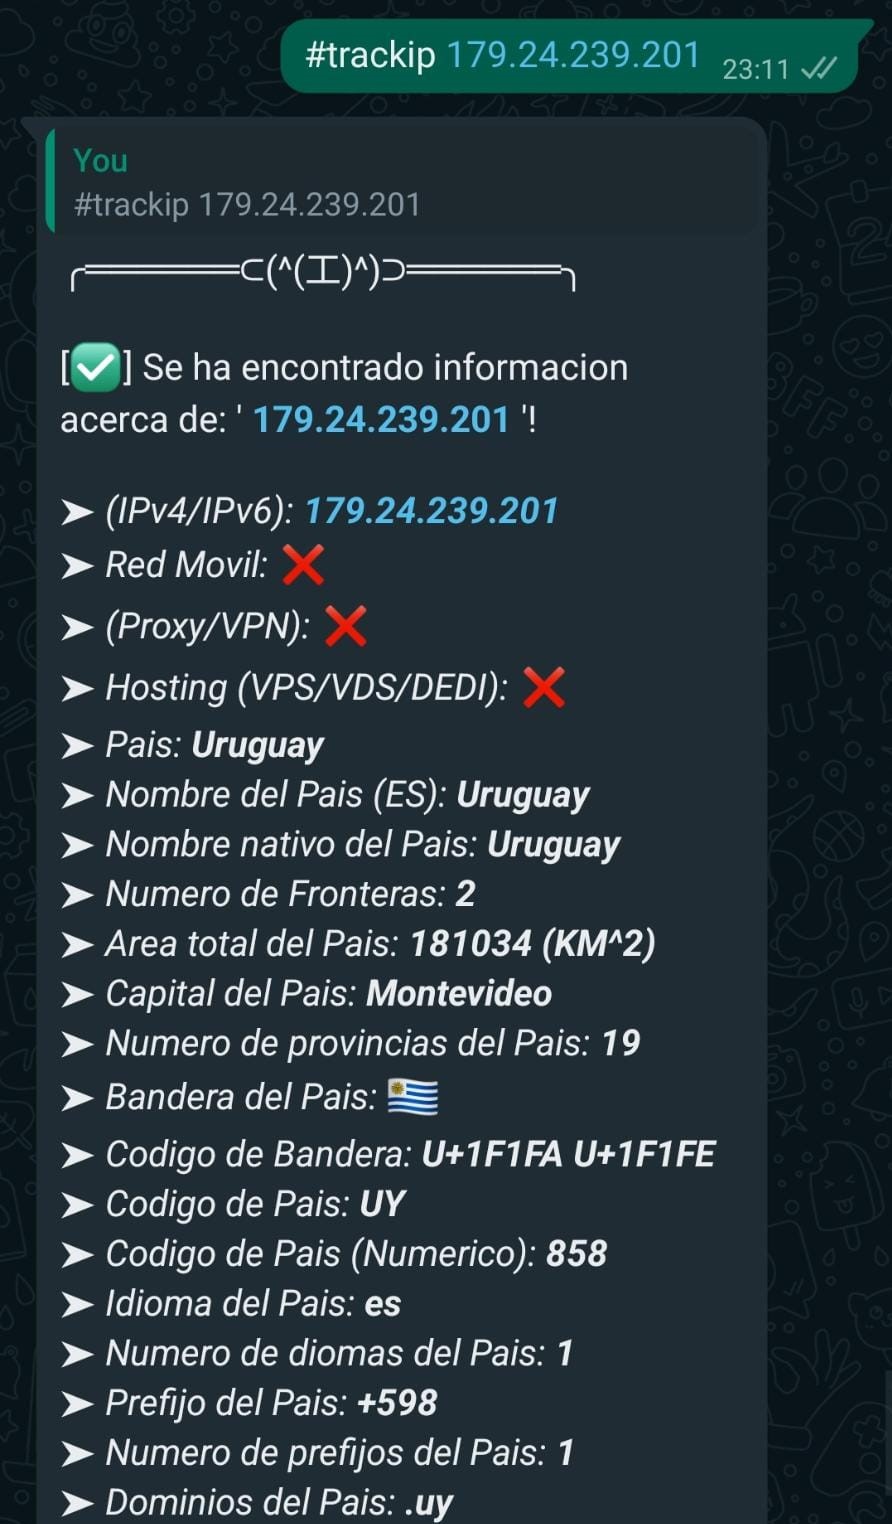 #trackip 179.24.239.201 23:11
You
#trackip 179.24.239.201
╭══════⊂(^(工)^)⊃══════╮
[✅] Se ha encontrado informacion
acerca de: ' 179.24.239.201 '!
➤ (IPv4/IPv6): 179.24.239.201
➤ Red Movil: ❌
➤ (Proxy/VPN): ❌
➤ Hosting (VPS/VDS/DEDI): ❌
➤ Pais: Uruguay
➤ Nombre del Pais (ES): Uruguay
➤ Nombre nativo del Pais: Uruguay
➤ Numero de Fronteras: 2
➤ Area total del Pais: 181034 (KM^2)
➤ Capital del Pais: Montevideo
➤ Numero de provincias del Pais: 19
➤ Bandera del Pais: 🇺🇾
➤ Codigo de Bandera: U+1F1FA U+1F1FE
➤ Codigo de Pais: UY
➤ Codigo de Pais (Numerico): 858
➤ Idioma del Pais: es
➤ Numero de diomas del Pais: 1
➤ Prefijo del Pais: +598
➤ Numero de prefijos del Pais: 1
➤ Dominios del Pais: .uy